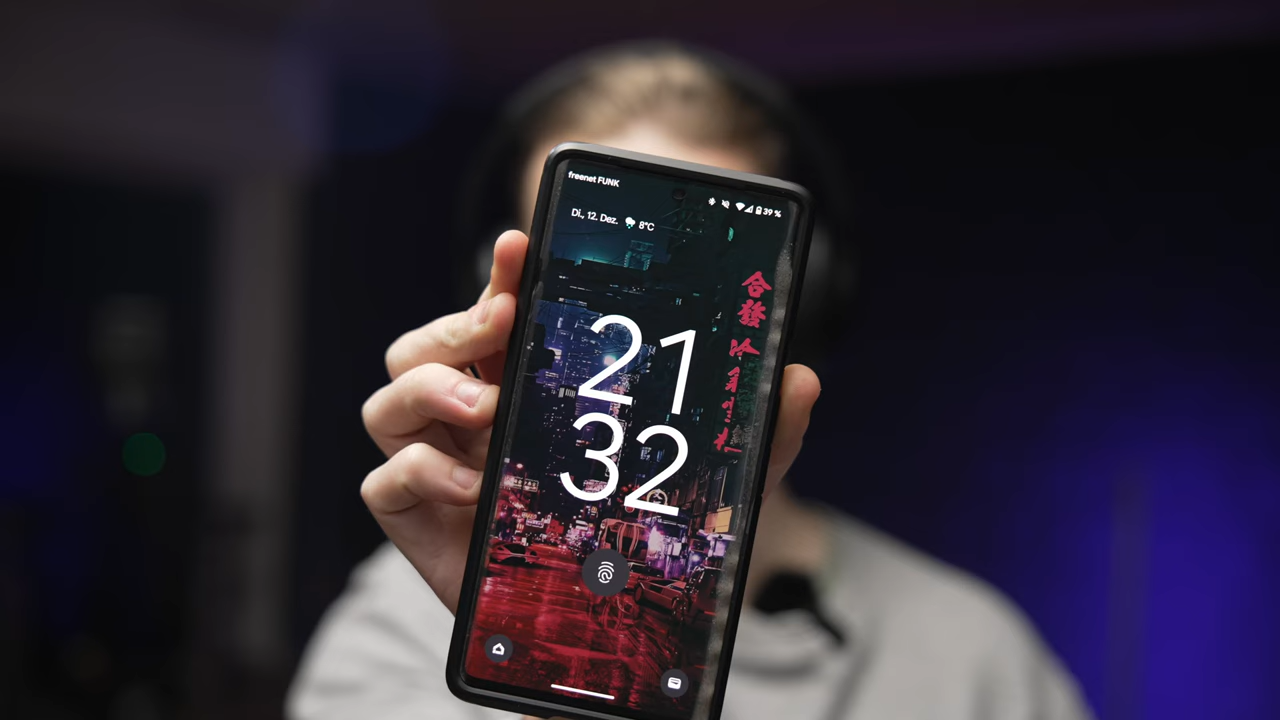 freenet FUNK
39 %
Di., 12. Dez. 8°C
合
發
21
32